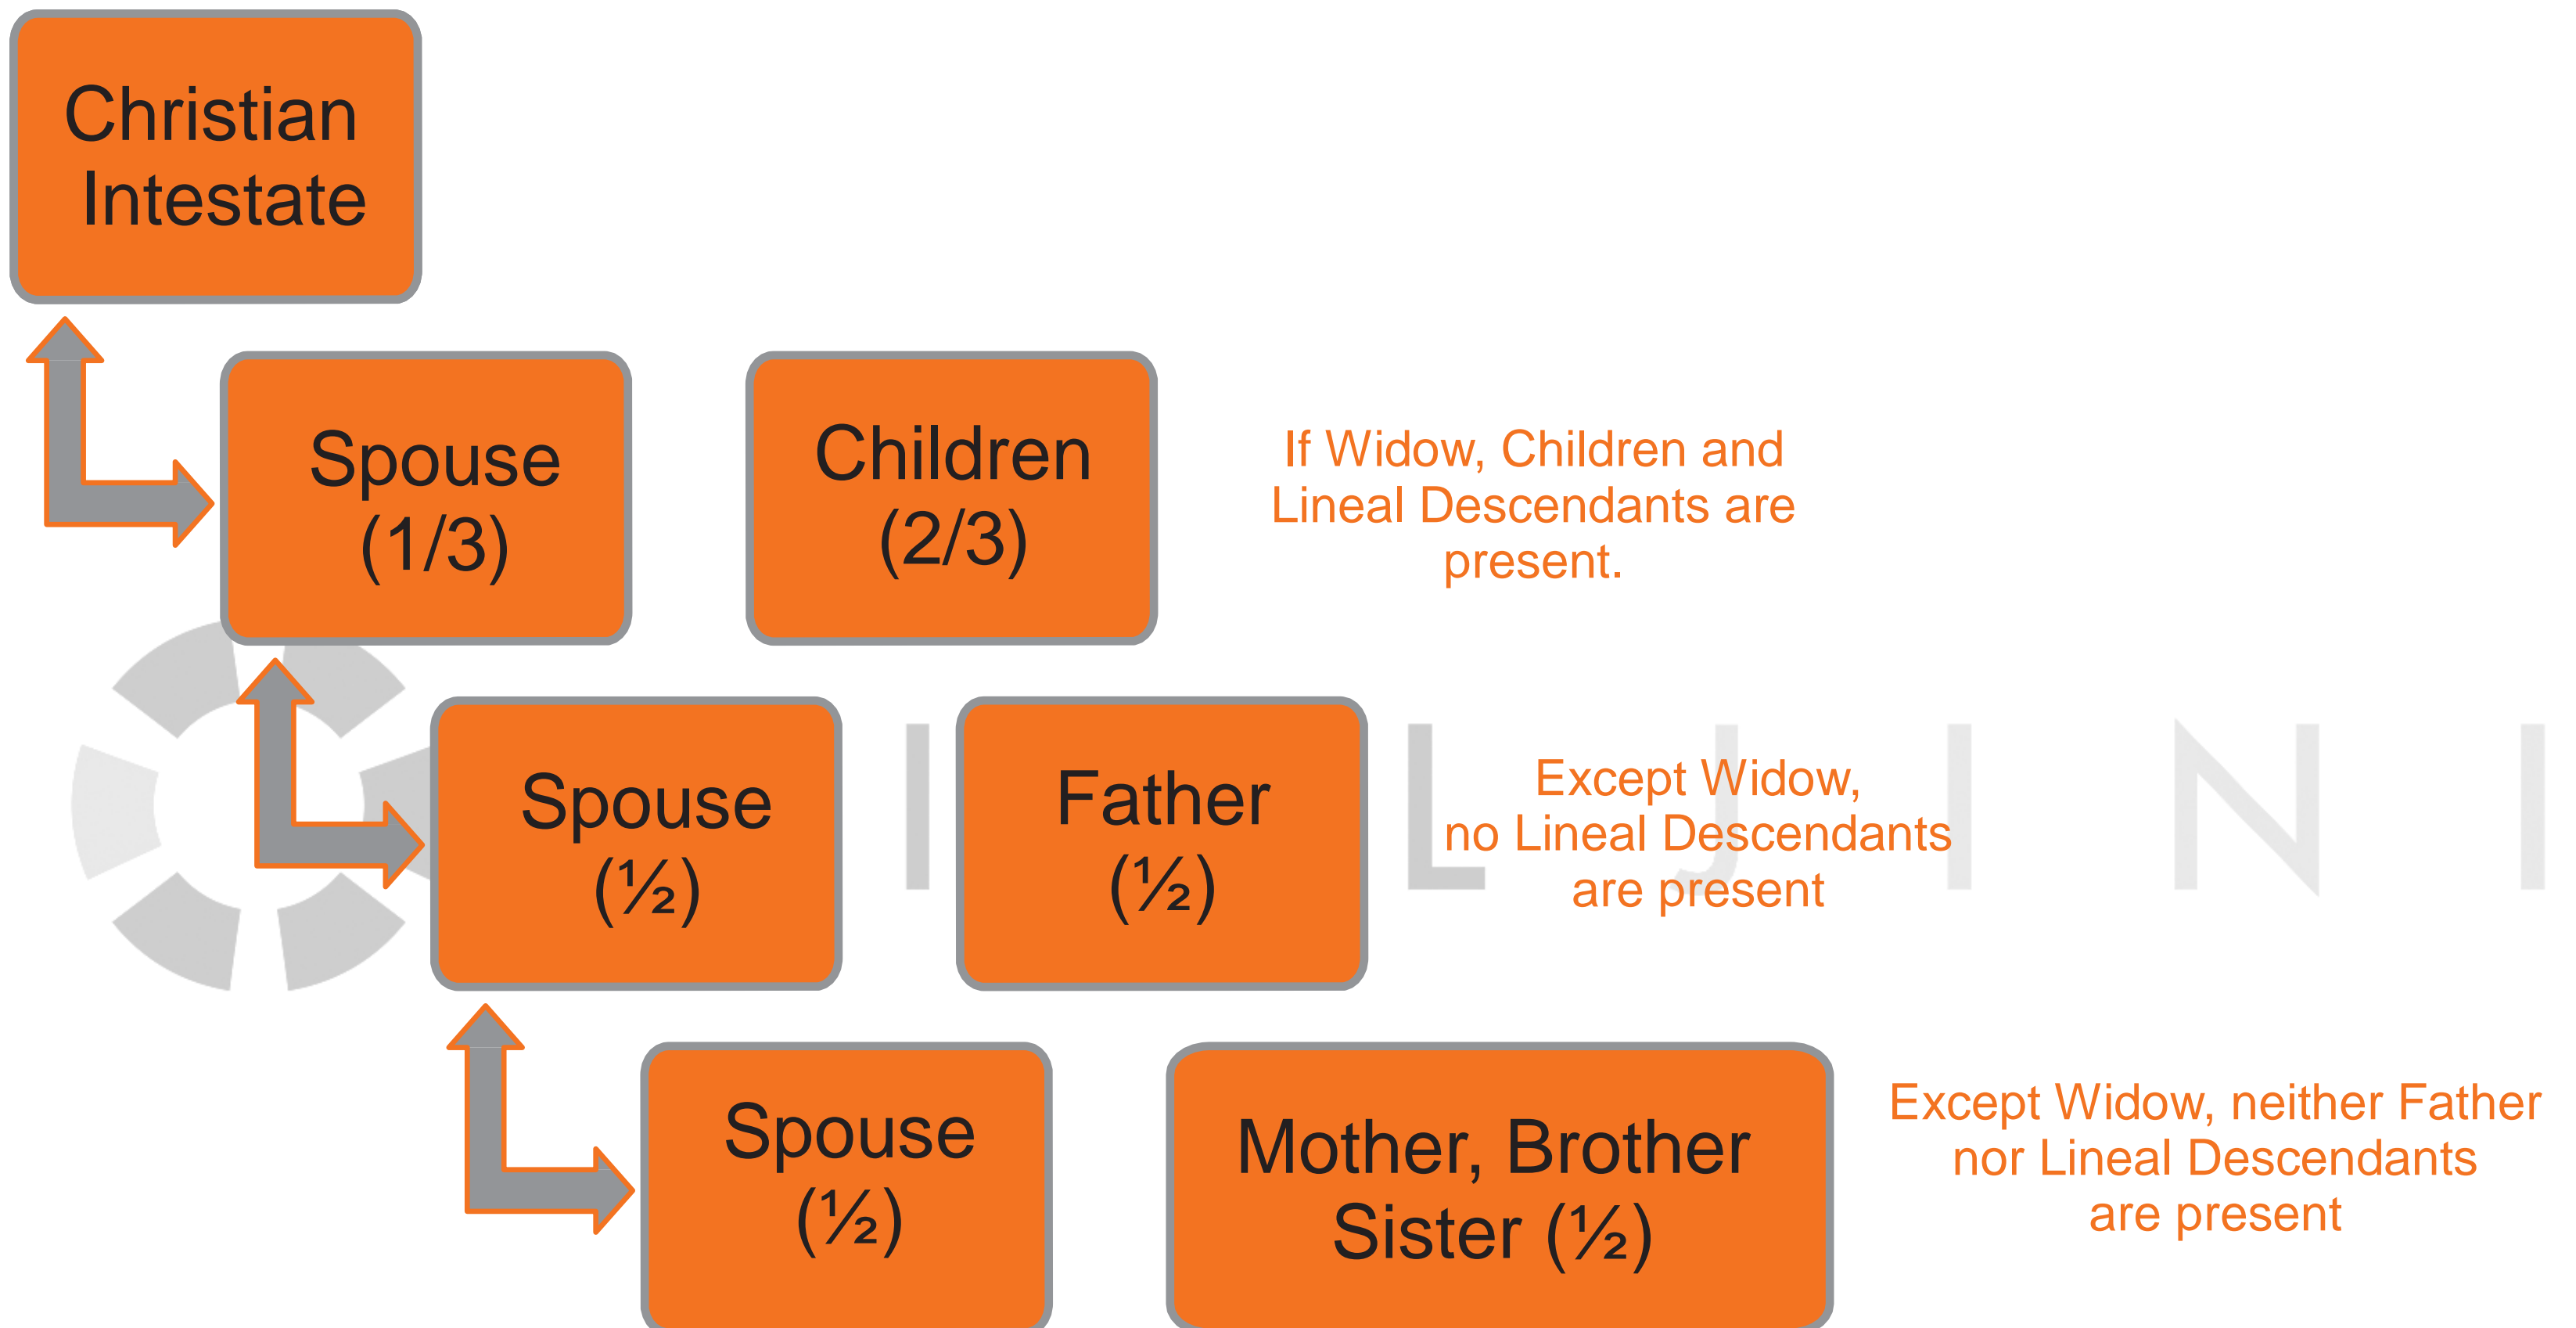 Christian
Intestate
Spouse
(1/3)
Children
(2/3)
If Widow, Children and
Lineal Descendants are
present.
Spouse
(½)
Father
(½)
Except Widow,
no Lineal Descendants
are present
I L J I N I
Spouse
(½)
Mother, Brother
Sister (½)
Except Widow, neither Father
nor Lineal Descendants
are present